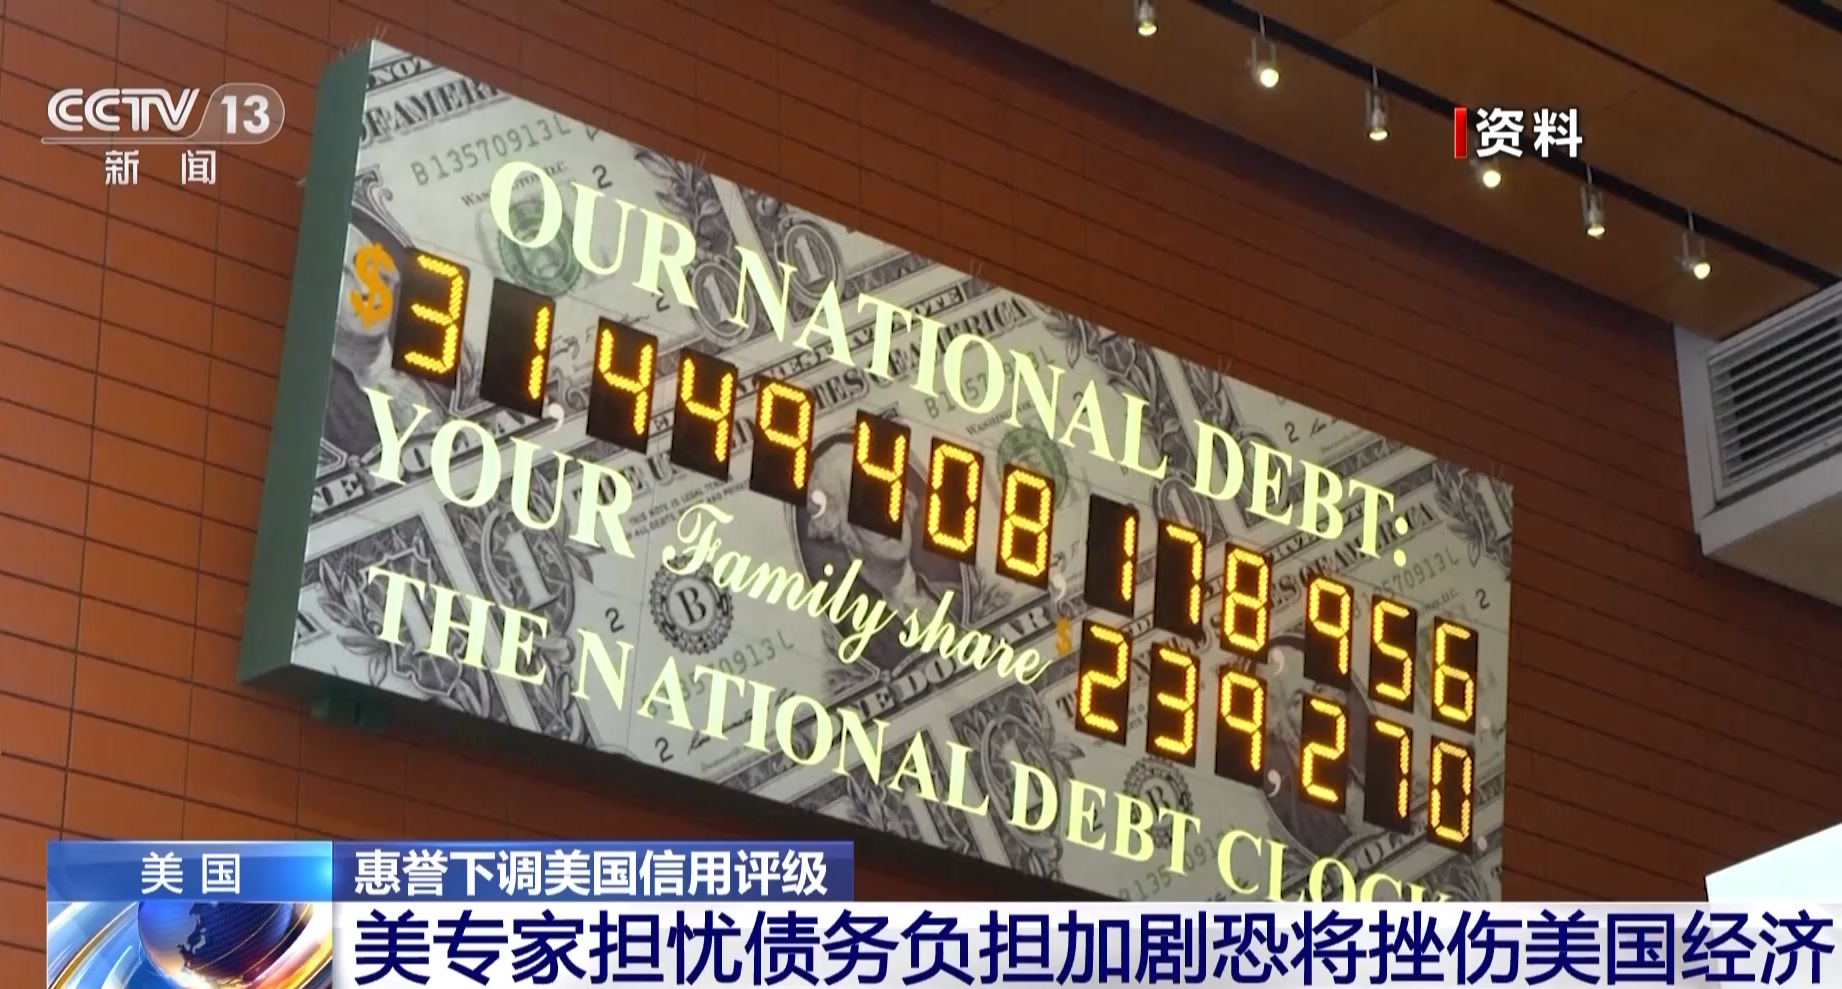 CCTV 13
新闻
资料
OUR NATIONAL DEBT:
$31,449,408,178,956
YOUR Family share $239,270
THE NATIONAL DEBT CLOCK
美国
惠誉下调美国信用评级
美专家担忧债务负担加剧恐将挫伤美国经济